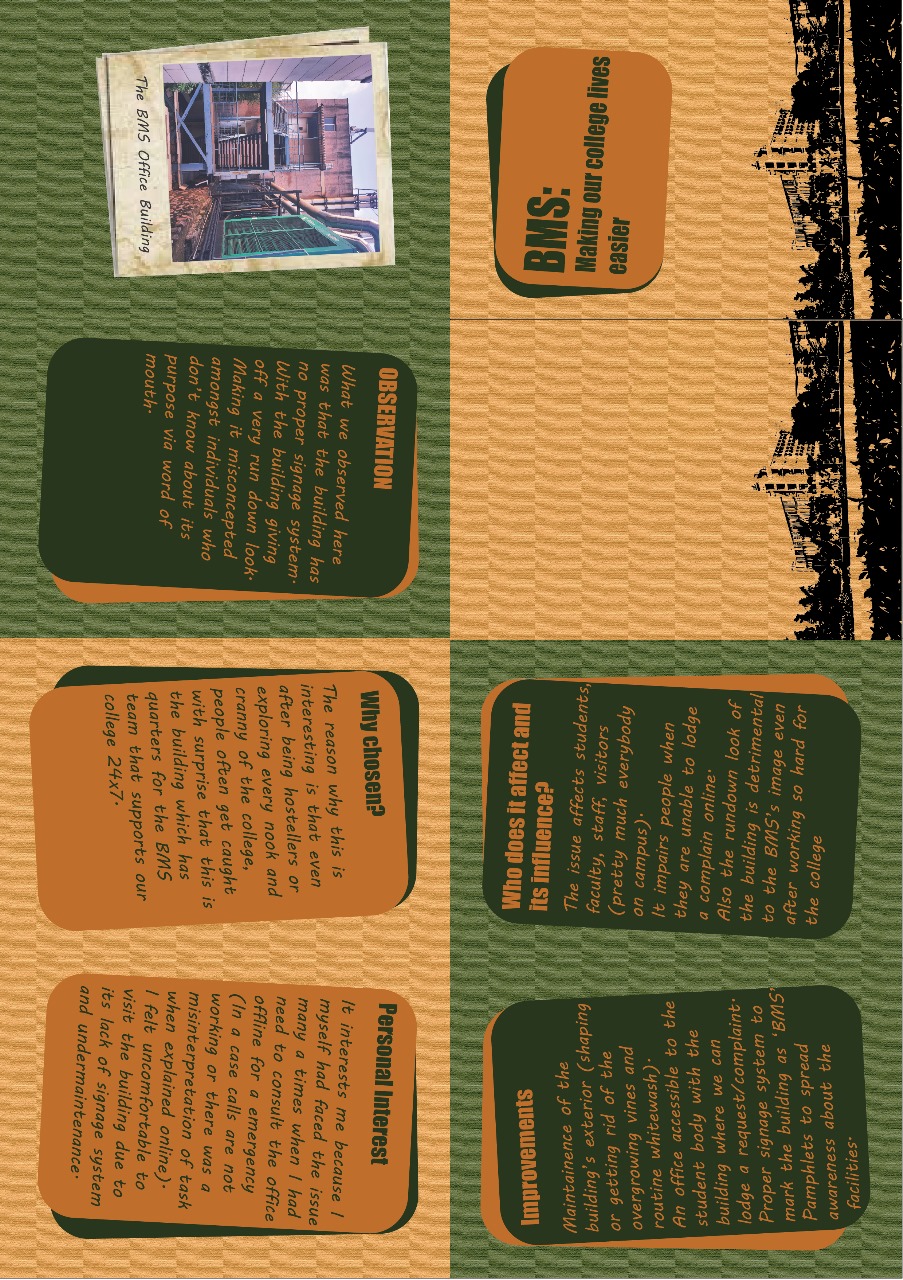 BMS:
Making our college lives
easier
The BMS Office Building
OBSERVATION
What we observed here
was that the building has
no proper signage system.
With the building giving
off a very run down look.
Making it misconcepted
amongst individuals who
don't know about its
purpose via word of
mouth.
Why chosen?
The reason why this is
interesting is that even
after being hostellers or
exploring every nook and
cranny of the college,
people often get caught
with surprise that this is
the building which has
quarters for the BMS
team that supports our
college 24x7.
Personal Interest
It interests me because I
myself had faced the issue
many a times when I had
need to consult the office
offline for a emergency
(In a case calls are not
working or there was a
misinterpretation of task
when explained online).
I felt uncomfortable to
visit the building due to
its lack of signage system
and undermaintenance.
Who does it affect and
its influence?
The issue affects students,
faculty, staff, visitors
(pretty much everybody
on campus).
It impairs people when
they are unable to lodge
a complain online.
Also the rundown look of
the building is detrimental
to the BMS' image even
after working so hard for
the college
Improvements
Maintainence of the
building's exterior (shaping
or getting rid of the
overgrowing vines and
routine whitewash).
An office accessible to the
student body with the
building where we can
lodge a request/complaint.
Proper signage system to
mark the building as 'BMS'
Pamphlets to spread
awareness about the
facilities.